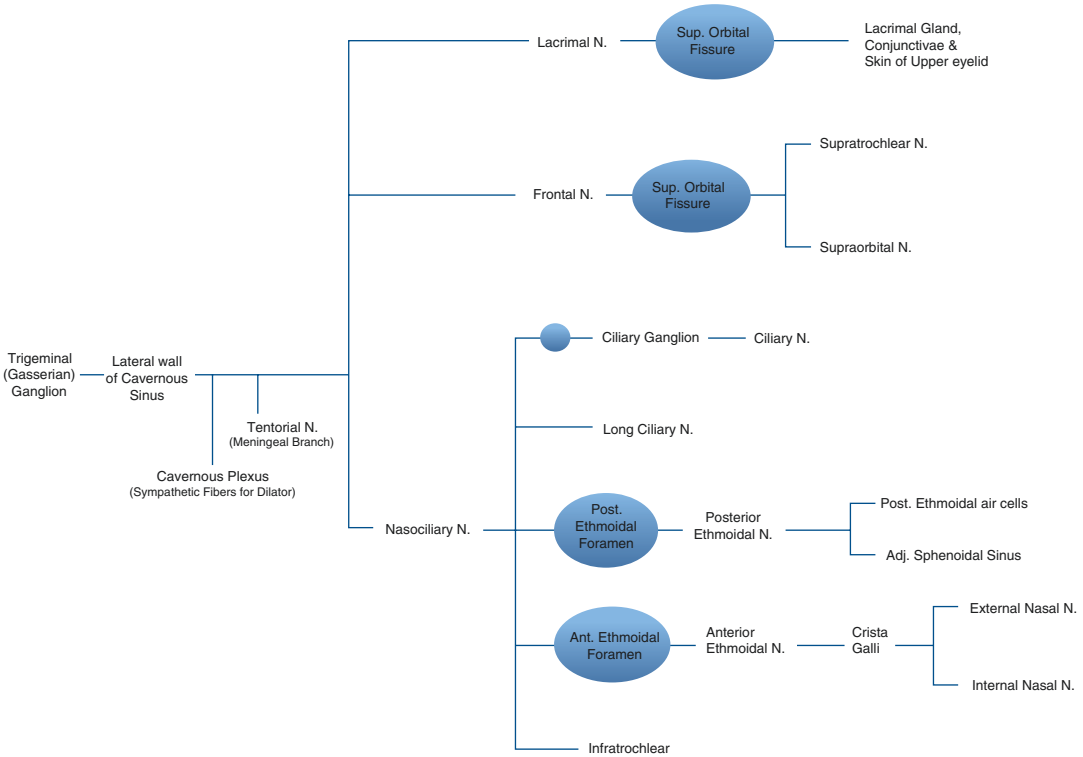 Lacrimal N.
Sup. Orbital
Fissure
Lacrimal Gland,
Conjunctivae &
Skin of Upper eyelid
Supratrochlear N.
Frontal N.
Sup. Orbital
Fissure
Supraorbital N.
Ciliary Ganglion
Ciliary N.
Trigeminal
(Gasserian)
Ganglion
Lateral wall
of Cavernous
Sinus
Tentorial N.
(Meningeal Branch)
Long Ciliary N.
Cavernous Plexus
(Sympathetic Fibers for Dilator)
Nasociliary N.
Post.
Ethmoidal
Foramen
Posterior
Ethmoidal N.
Post. Ethmoidal air cells
Adj. Sphenoidal Sinus
Ant. Ethmoidal
Foramen
Anterior
Ethmoidal N.
Crista
Galli
External Nasal N.
Internal Nasal N.
Infratrochlear